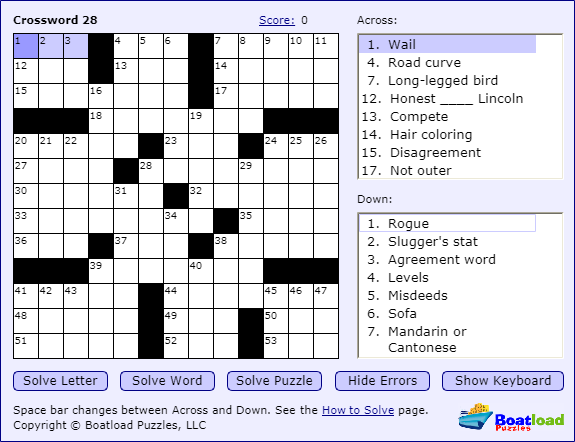 Crossword 28 Score: 0
1 2 3 4 5 6 7 8 9 10 11
12 13 14
15 16 17
18 19
20 21 22 23 24 25 26
27 28 29
30 31 32
33 34 35
36 37 38
39 40
41 42 43 44 45 46 47
48 49 50
51 52 53
Across:
1. Wail
4. Road curve
7. Long-legged bird
12. Honest ____ Lincoln
13. Compete
14. Hair coloring
15. Disagreement
17. Not outer
Down:
1. Rogue
2. Slugger's stat
3. Agreement word
4. Levels
5. Misdeeds
6. Sofa
7. Mandarin or
Cantonese
Solve Letter Solve Word Solve Puzzle Hide Errors Show Keyboard
Space bar changes between Across and Down. See the How to Solve page.
Copyright © Boatload Puzzles, LLC
Boatload
Puzzles